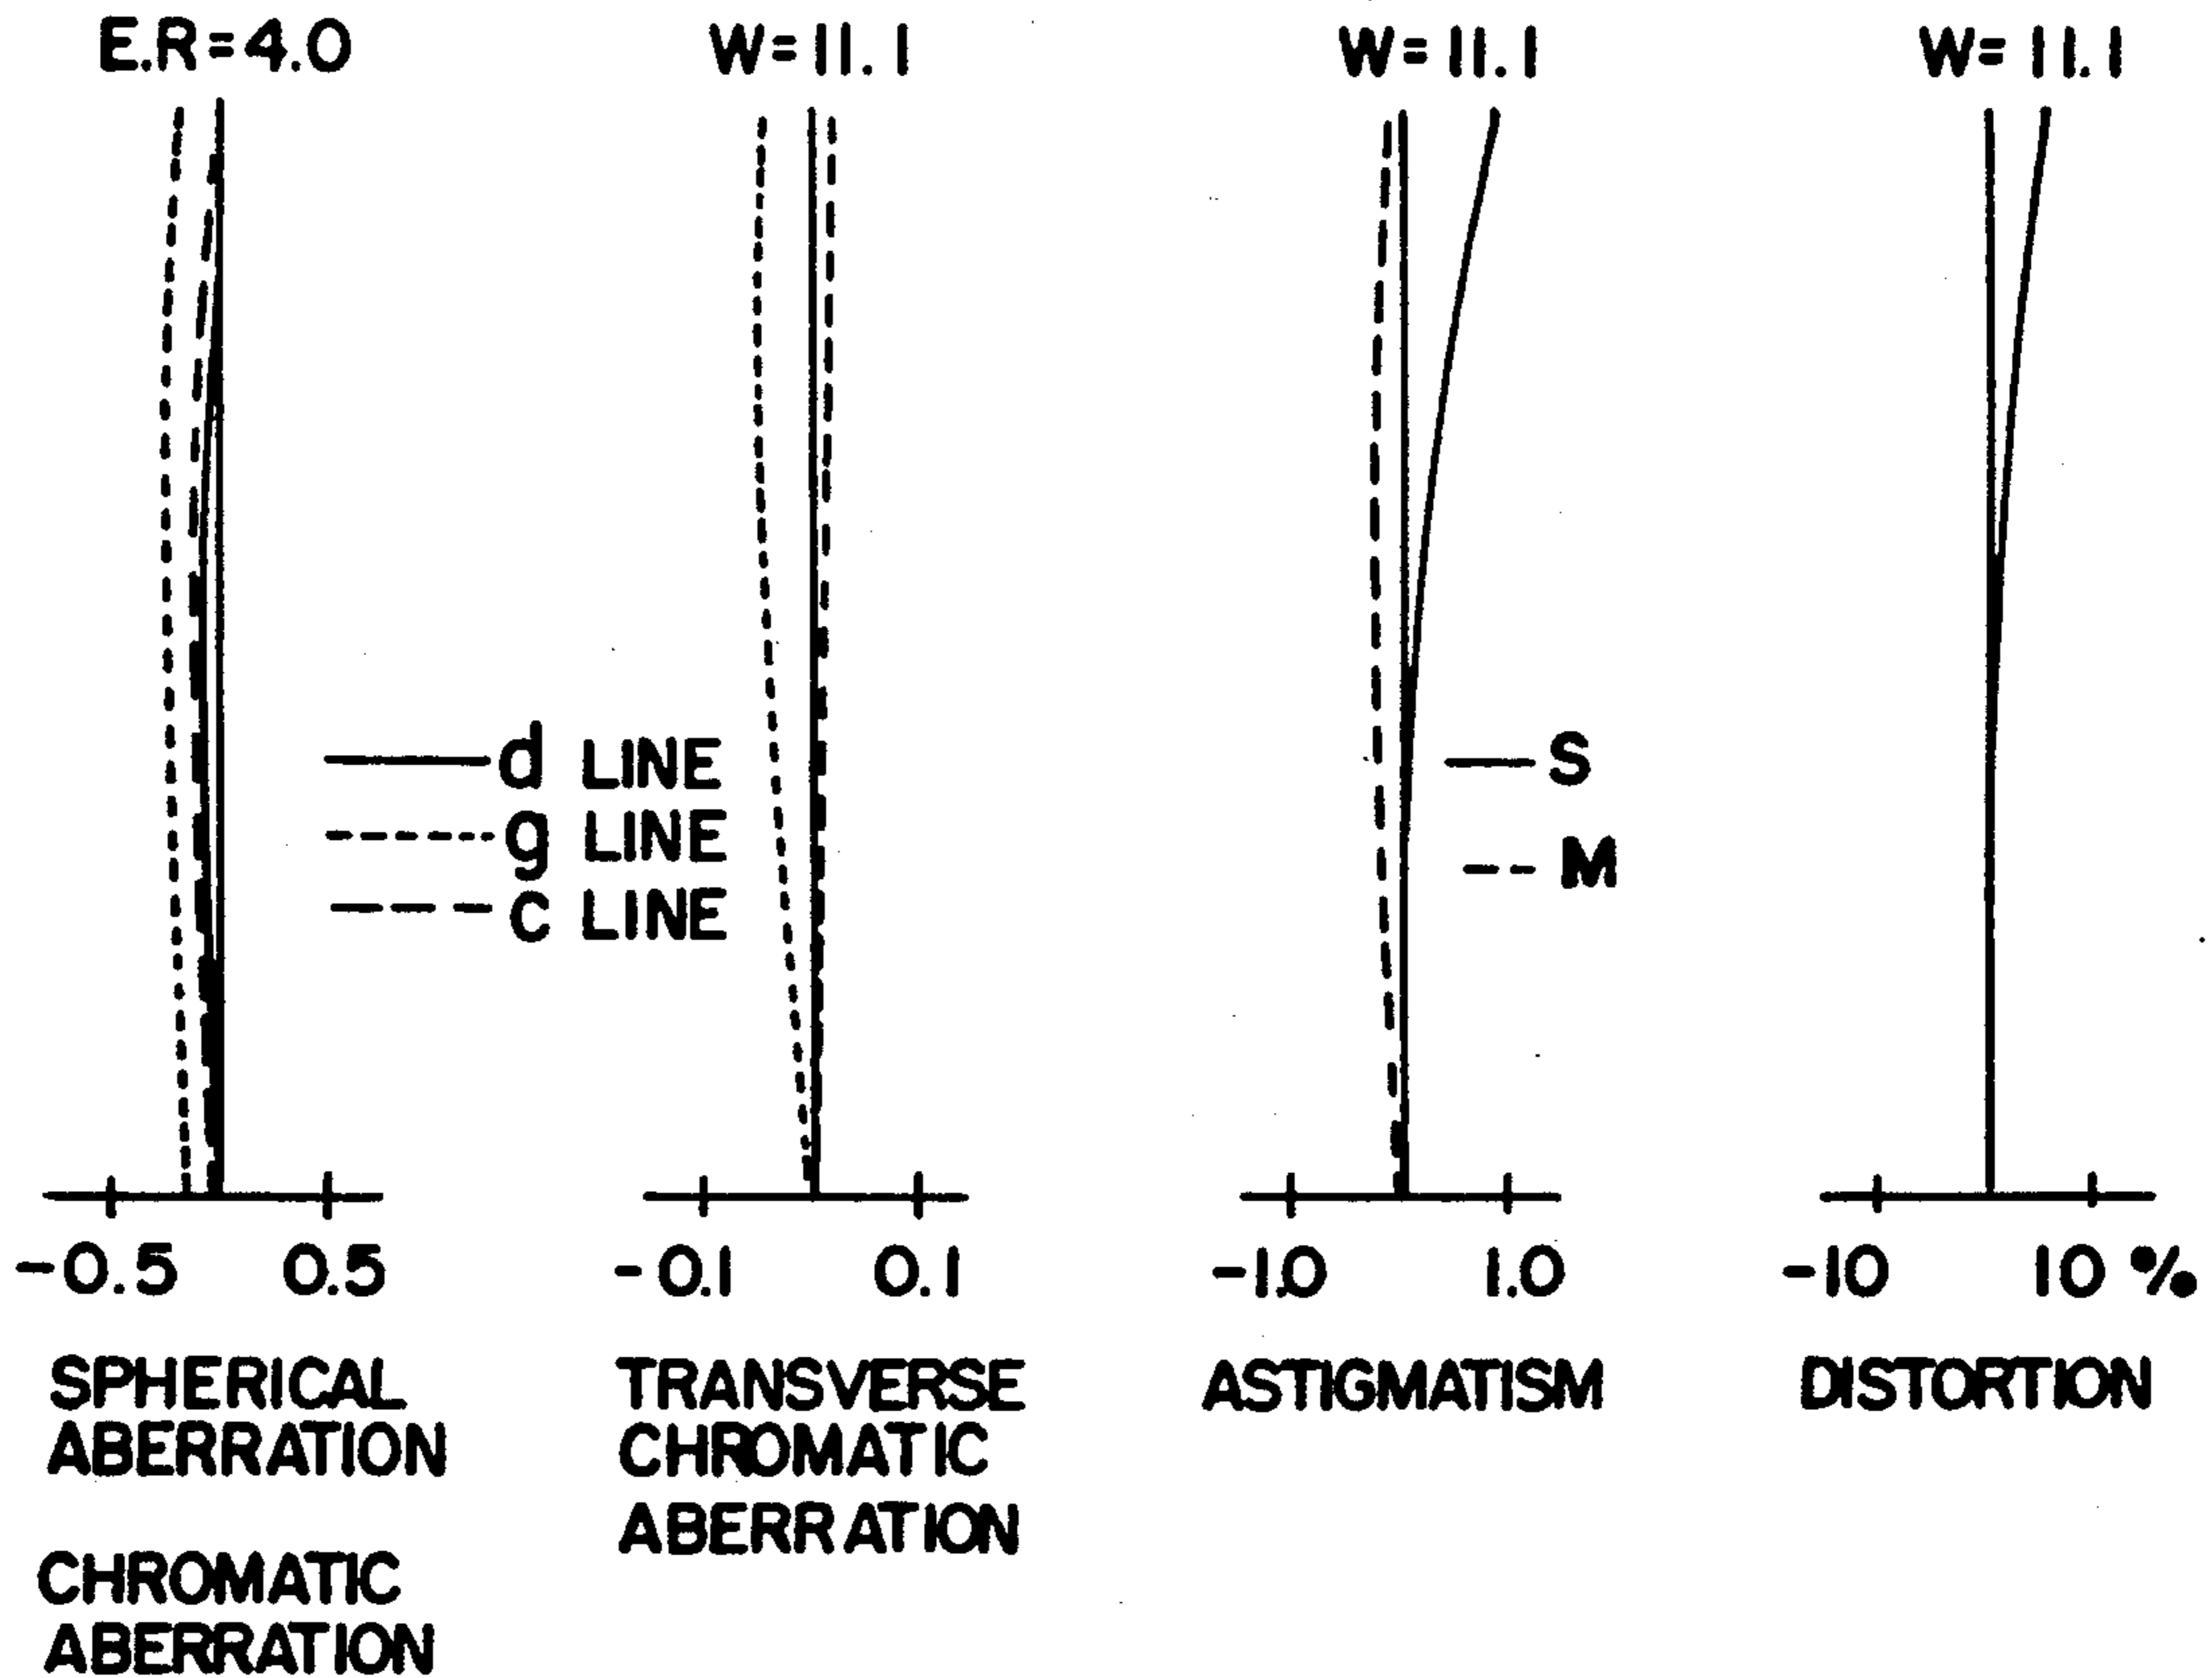 E.R=4.0
W=11.1
W=11.1
W=11.1
d LINE
g LINE
c LINE
S
M
-0.5
0.5
-0.1
0.1
-1.0
1.0
-10
10 %
SPHERICAL
ABERRATION
CHROMATIC
ABERRATION
TRANSVERSE
CHROMATIC
ABERRATION
ASTIGMATISM
DISTORTION